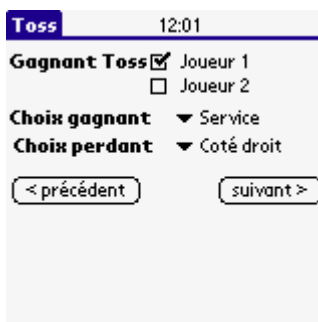 Toss 12:01
Gagnant Toss Joueur 1
Joueur 2
Choix gagnant Service
Choix perdant Coté droit
< précédent suivant >